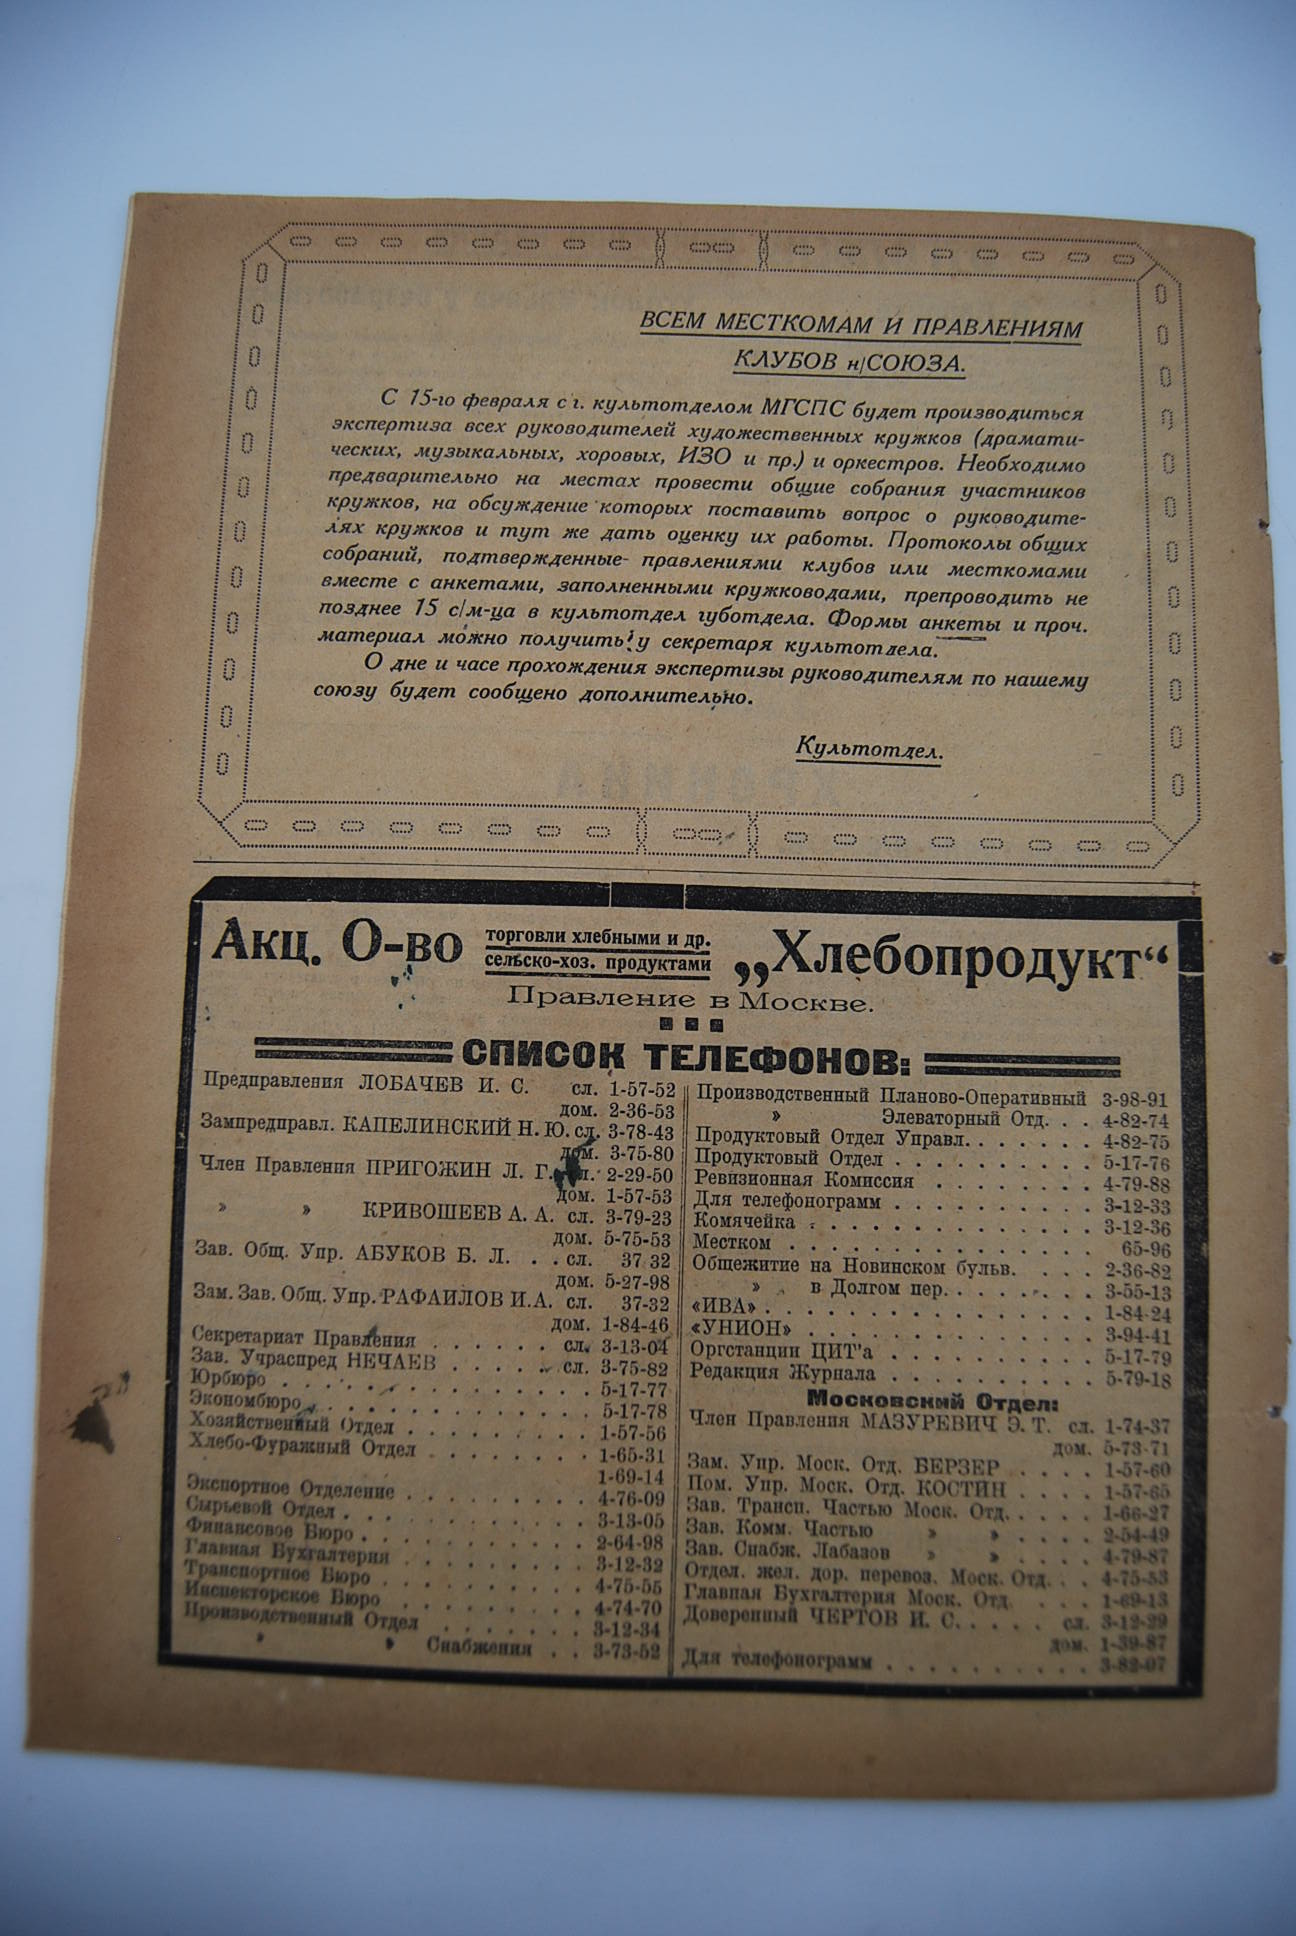 ВСЕМ МЕСТКОМАМ И ПРАВЛЕНИЯМ
КЛУБОВ н/СОЮЗА.
С 15-го февраля с г. культотделом МГСПС будет производиться
экспертиза всех руководителей художественных кружков (драмати-
ческих, музыкальных, хоровых, ИЗО и пр.) и оркестров. Необходимо
предварительно на местах провести общие собрания участников
кружков, на обсуждение которых поставить вопрос о руководите-
лях кружков и тут же дать оценку их работы. Протоколы общих
собраний, подтвержденные- правлениями клубов или месткомами
вместе с анкетами, заполненными кружководами, препроводить не
позднее 15 с/м-ца в культотдел губотдела. Формы анкеты и проч.
материал можно получить у секретаря культотдела.
О дне и часе прохождения экспертизы руководителям по нашему
союзу будет сообщено дополнительно.
Культотдел.
Акц. О-во торговли хлебными и др. сельско-хоз. продуктами „Хлебопродукт“
Правление в Москве.
СПИСОК ТЕЛЕФОНОВ:
Предправления ЛОБАЧЕВ И. С. сл. 1-57-52
дом. 2-36-53
Зампредправл. КАПЕЛИНСКИЙ Н. Ю. сл. 3-78-43
дом. 3-75-80
Член Правления ПРИГОЖИН Л. Г. 2-29-50
дом. 1-57-53
» » КРИВОШЕЕВ А. А. сл. 3-79-23
дом. 5-75-53
Зав. Общ. Упр. АБУКОВ Б. Л. . . сл. 37 32
дом. 5-27-98
Зам. Зав. Общ. Упр. РАФАИЛОВ И.А. сл. 37-32
дом. 1-84-46
Секретариат Правления . . . . . . сл. 3-13-04
Зав. Учраспред НЕЧАЕВ . . . . . сл. 3-75-82
Юрбюро . . . . . . . . . . . . . . 5-17-77
Экономбюро . . . . . . . . . . . . 5-17-78
Хозяйственный Отдел . . . . . . . . 1-57-56
Хлебо-Фуражный Отдел . . . . . . . 1-65-31
1-69-14
Экспортное Отделение . . . . . . . . 4-76-09
Сырьевой Отдел . . . . . . . . . . 3-13-05
Финансовое Бюро . . . . . . . . . . 2-64-98
Главная Бухгалтерия . . . . . . . . 3-12-32
Транспортное Бюро . . . . . . . . . 4-75-55
Инспекторское Бюро . . . . . . . . . 4-74-70
Производственный Отдел . . . . . . . 3-12-34
» » Снабжения . . 3-73-52
Производственный Планово-Оперативный 3-98-91
» Элеваторный Отд. . . 4-82-74
Продуктовый Отдел Управл. . . . . . . 4-82-75
Продуктовый Отдел . . . . . . . . . . 5-17-76
Ревизионная Комиссия . . . . . . . . 4-79-88
Для телефонограмм . . . . . . . . . . 3-12-33
Комячейка . . . . . . . . . . . . . . 3-12-36
Местком . . . . . . . . . . . . . . . 65-96
Общежитие на Новинском бульв. . . . . 2-36-82
» в Долгом пер. . . . . . . 3-55-13
«ИВА» . . . . . . . . . . . . . . . . 1-84-24
«УНИОН» . . . . . . . . . . . . . . 3-94-41
Оргстанции ЦИТ'а . . . . . . . . . . 5-17-79
Редакция Журнала . . . . . . . . . . 5-79-18
Московский Отдел:
Член Правления МАЗУРЕВИЧ Э. Т. сл. 1-74-37
дом. 5-73-71
Зам. Упр. Моск. Отд. БЕРЗЕР . . . . 1-57-60
Пом. Упр. Моск. Отд. КОСТИН . . . . 1-57-65
Зав. Трансп. Частью Моск. Отд. . . . . 1-66-27
Зав. Комм. Частью » » . . . . 2-54-49
Зав. Снабж. Лабазов » » . . . . 4-79-87
Отдел. жел. дор. перевоз. Моск. Отд. . . 4-75-53
Главная Бухгалтерия Моск. Отд. . . . 1-69-13
Доверенный ЧЕРТОВ И. С. . . . . сл. 3-12-29
дом. 1-39-87
Для телефонограмм . . . . . . . . . . 3-82-07